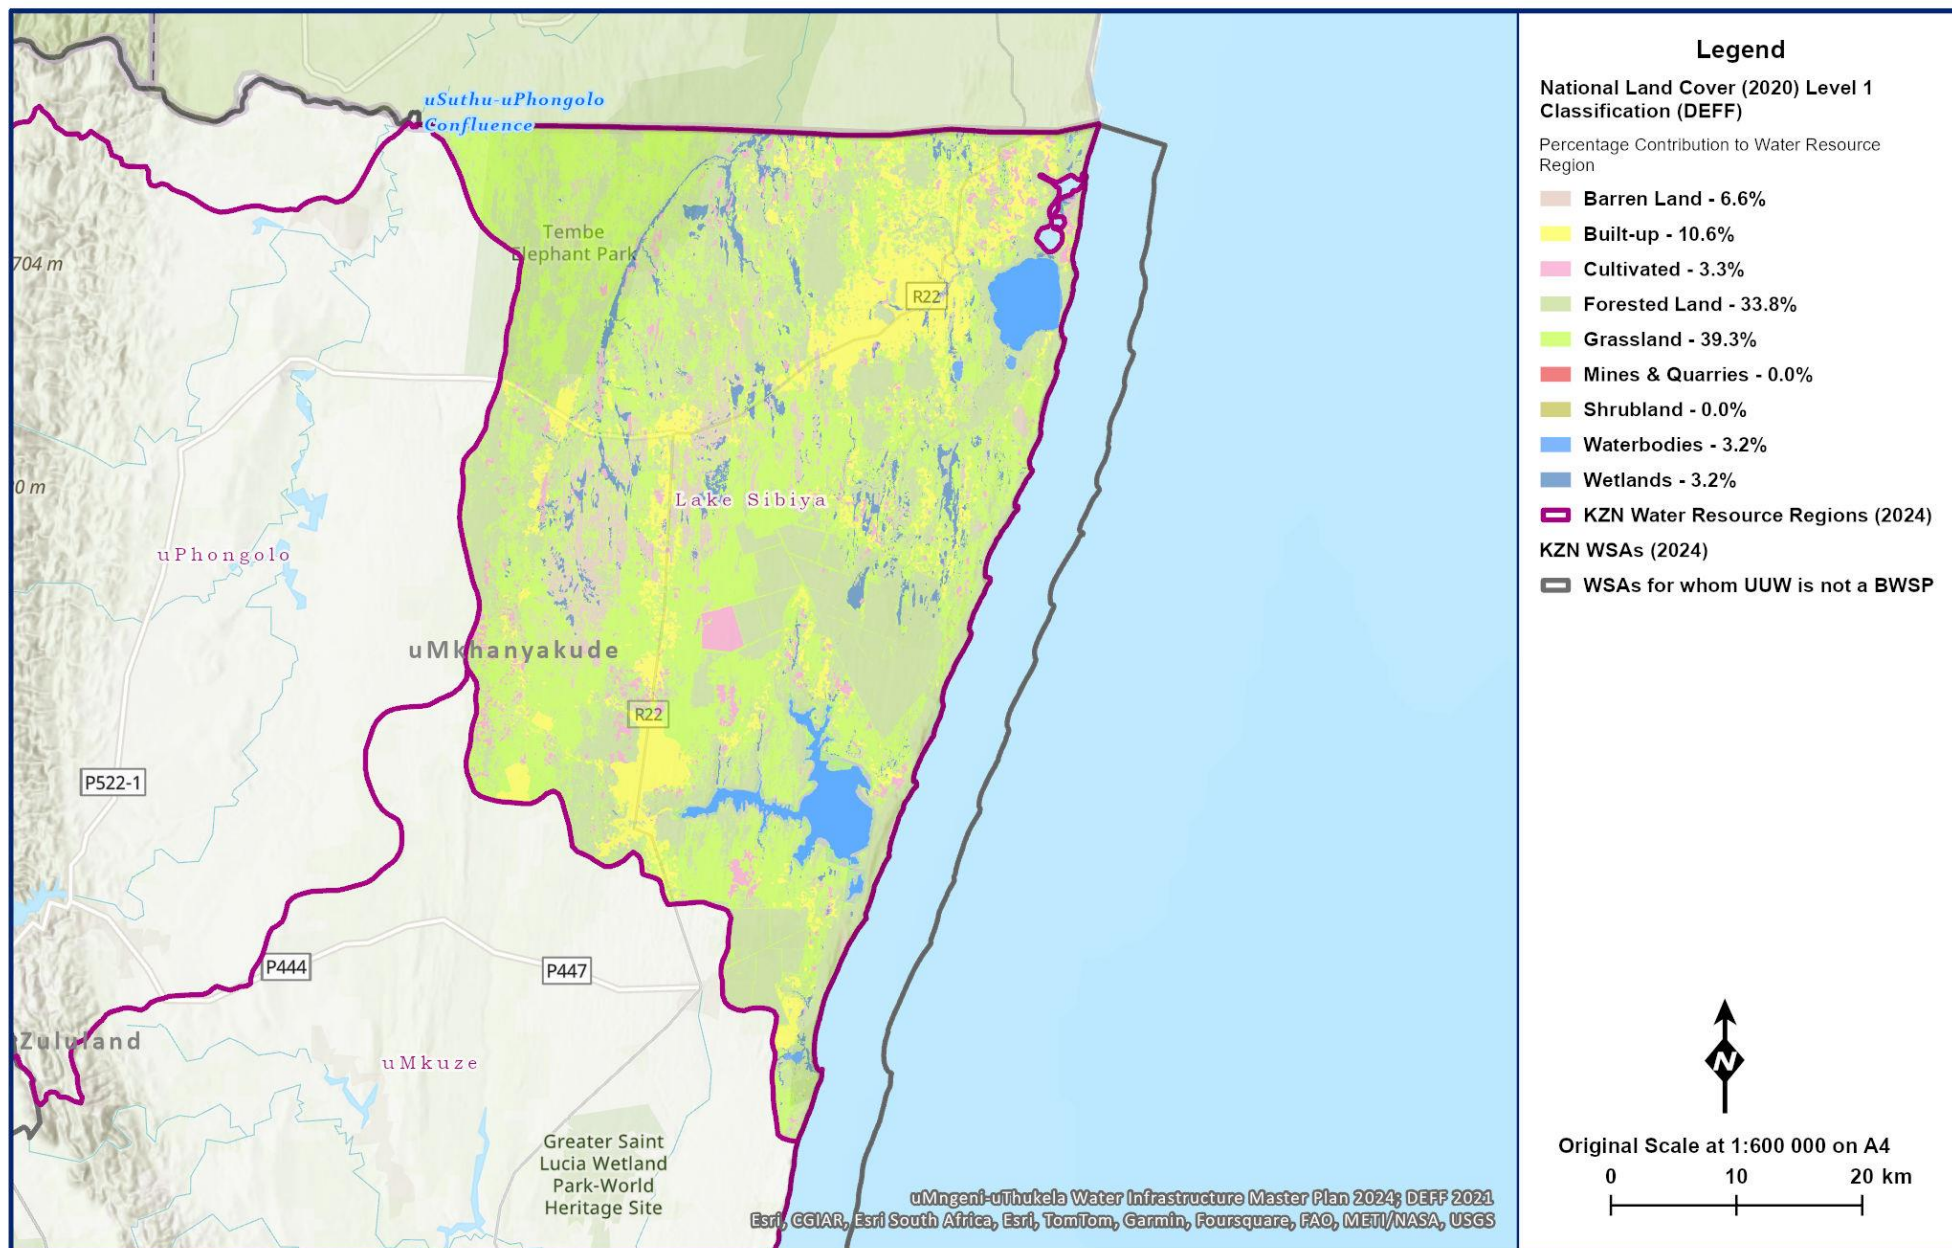 uSuthu-uPhongolo
Confluence
704 m
Tembe
Elephant Park
R22
0 m
Lake Sibiya
uPhongolo
uMkhanyakude
R22
P522-1
P444
P447
Zululand
uMkuze
Greater Saint
Lucia Wetland
Park-World
Heritage Site
uMngeni-uThukela Water Infrastructure Master Plan 2024; DEFF 2021
Esri, CGIAR, Esri South Africa, Esri, TomTom, Garmin, Foursquare, FAO, METI/NASA, USGS
Legend
National Land Cover (2020) Level 1
Classification (DEFF)
Percentage Contribution to Water Resource
Region
Barren Land - 6.6%
Built-up - 10.6%
Cultivated - 3.3%
Forested Land - 33.8%
Grassland - 39.3%
Mines & Quarries - 0.0%
Shrubland - 0.0%
Waterbodies - 3.2%
Wetlands - 3.2%
KZN Water Resource Regions (2024)
KZN WSAs (2024)
WSAs for whom UUW is not a BWSP
N
Original Scale at 1:600 000 on A4
0 10 20 km